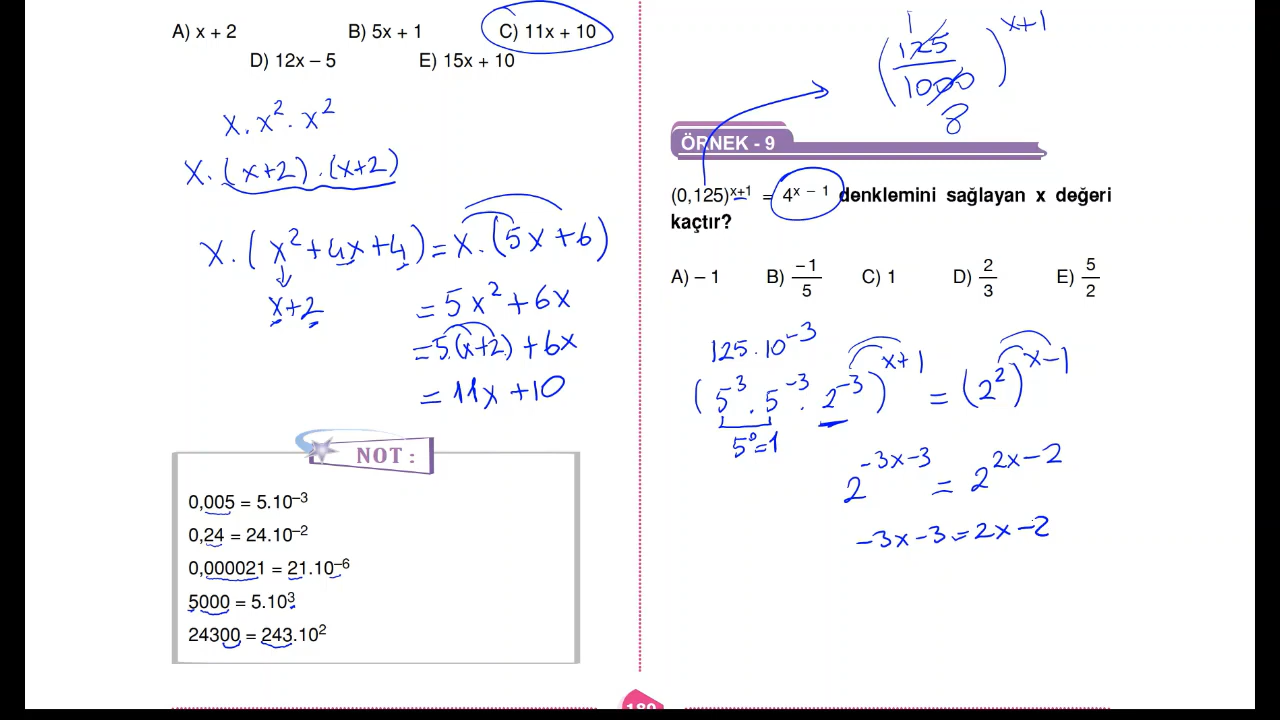 A) x + 2 B) 5x + 1 C) 11x + 10
D) 12x – 5 E) 15x + 10
x . x² . x²
x . (x+2) . (x+2)
x . (x² + 4x + 4) = x . (5x + 6)
x+2
= 5x² + 6x
= 5(x+2) + 6x
= 11x + 10
NOT :
0,005 = 5.10⁻³
0,24 = 24.10⁻²
0,000021 = 21.10⁻⁶
5000 = 5.10³
24300 = 243.10²
(125/1000)ˣ⁺¹
1
8
ÖRNEK - 9
(0,125)ˣ⁺¹ = 4ˣ ⁻ ¹ denklemini sağlayan x değeri
kaçtır?
A) – 1 B) –1/5 C) 1 D) 2/3 E) 5/2
125 . 10⁻³
(5³ . 5⁻³ . 2⁻³)ˣ⁺¹ = (2²)ˣ⁻¹
5⁰=1
2⁻³ˣ⁻³ = 2²ˣ⁻²
-3x-3=2x-2